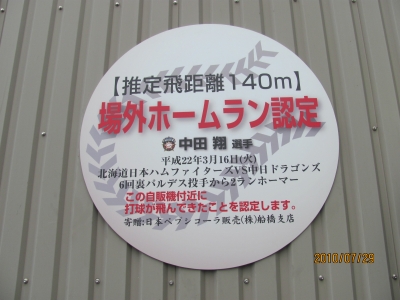 【推定飛距離140m】
場外ホームラン認定
中田 翔 選手
平成22年3月16日(火)
北海道日本ハムファイターズVS中日ドラゴンズ
6回裏バルデス投手から2ランホーマー
この自販機付近に
打球が飛んできたことを認定します。
寄贈:日本ペプシコーラ販売(株)船橋支店
2010/07/29